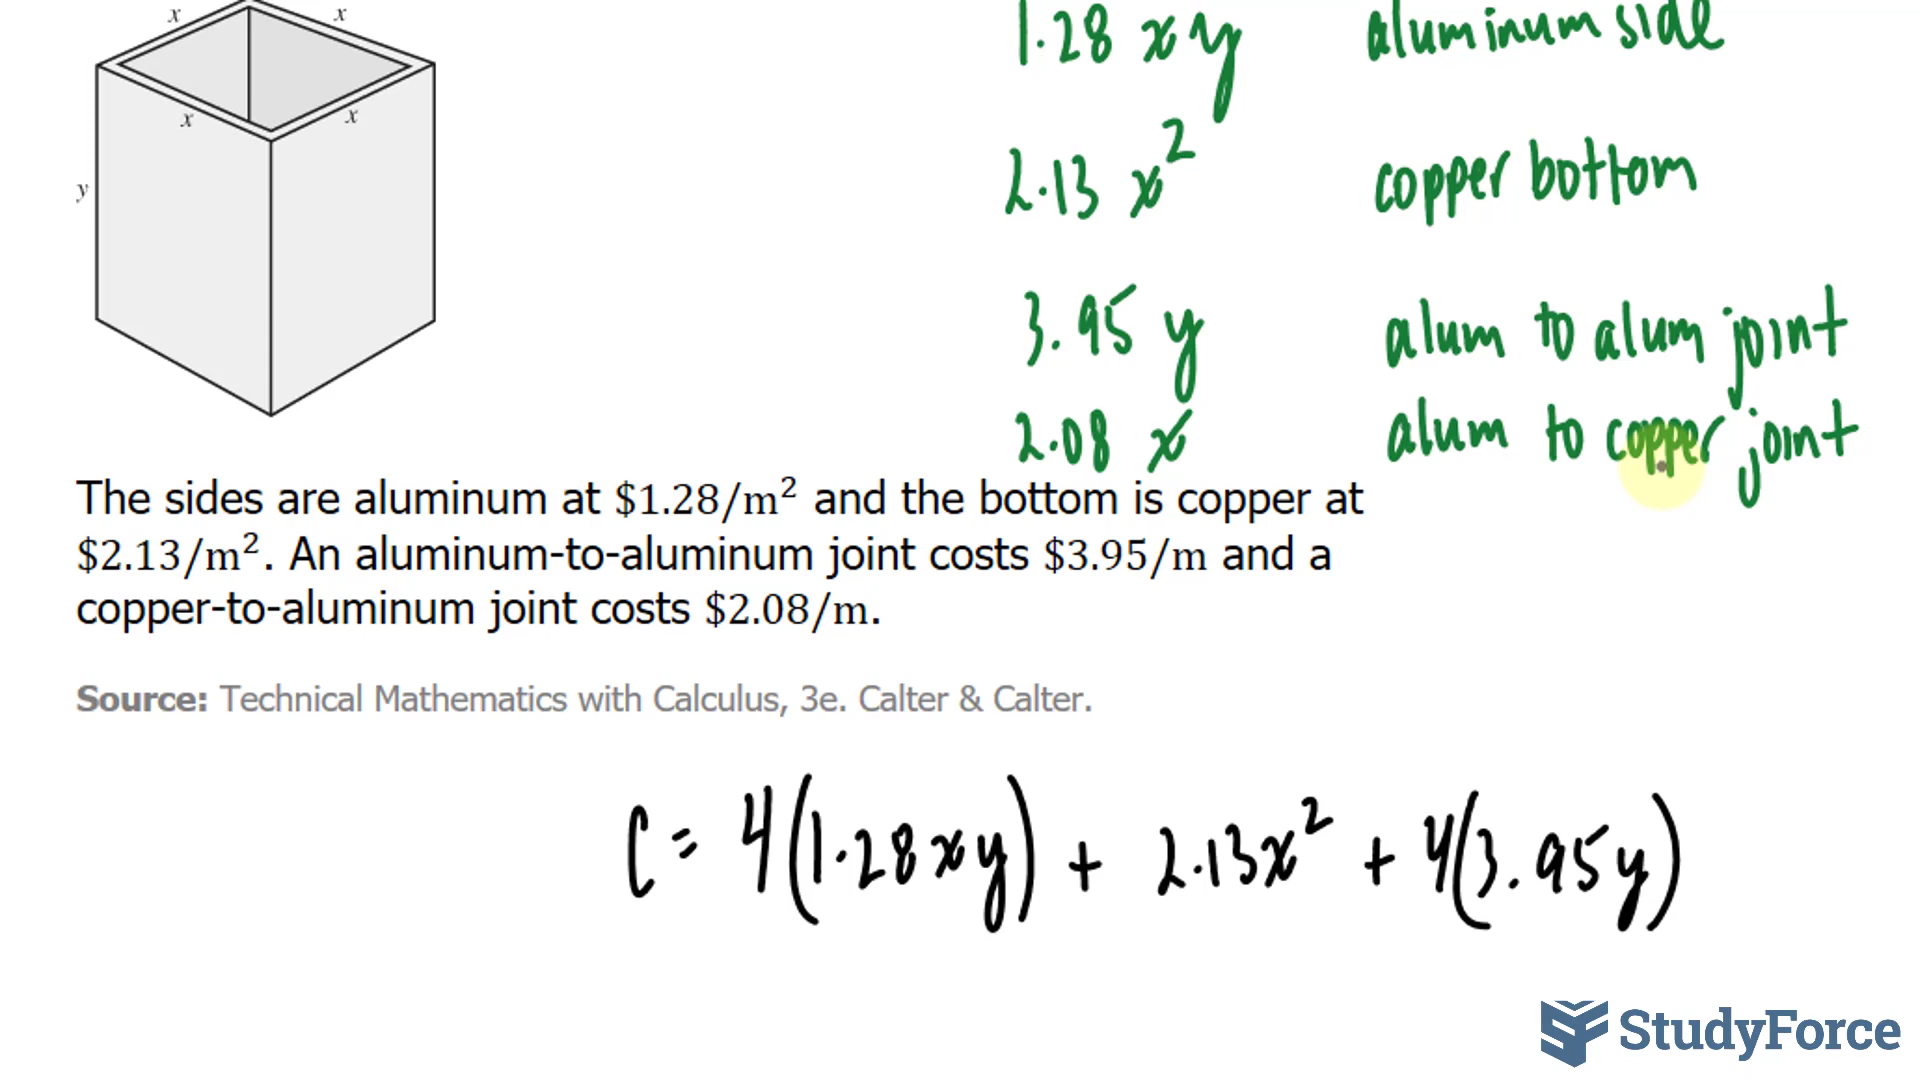 x x
1.28 xy aluminum side
x x
2.13 x² copper bottom
y
3.95 y alum to alum joint
2.08 x alum to copper joint
The sides are aluminum at $1.28/m² and the bottom is copper at
$2.13/m². An aluminum-to-aluminum joint costs $3.95/m and a
copper-to-aluminum joint costs $2.08/m.
Source: Technical Mathematics with Calculus, 3e. Calter & Calter.
C = 4(1.28xy) + 2.13x² + 4(3.95y)
StudyForce